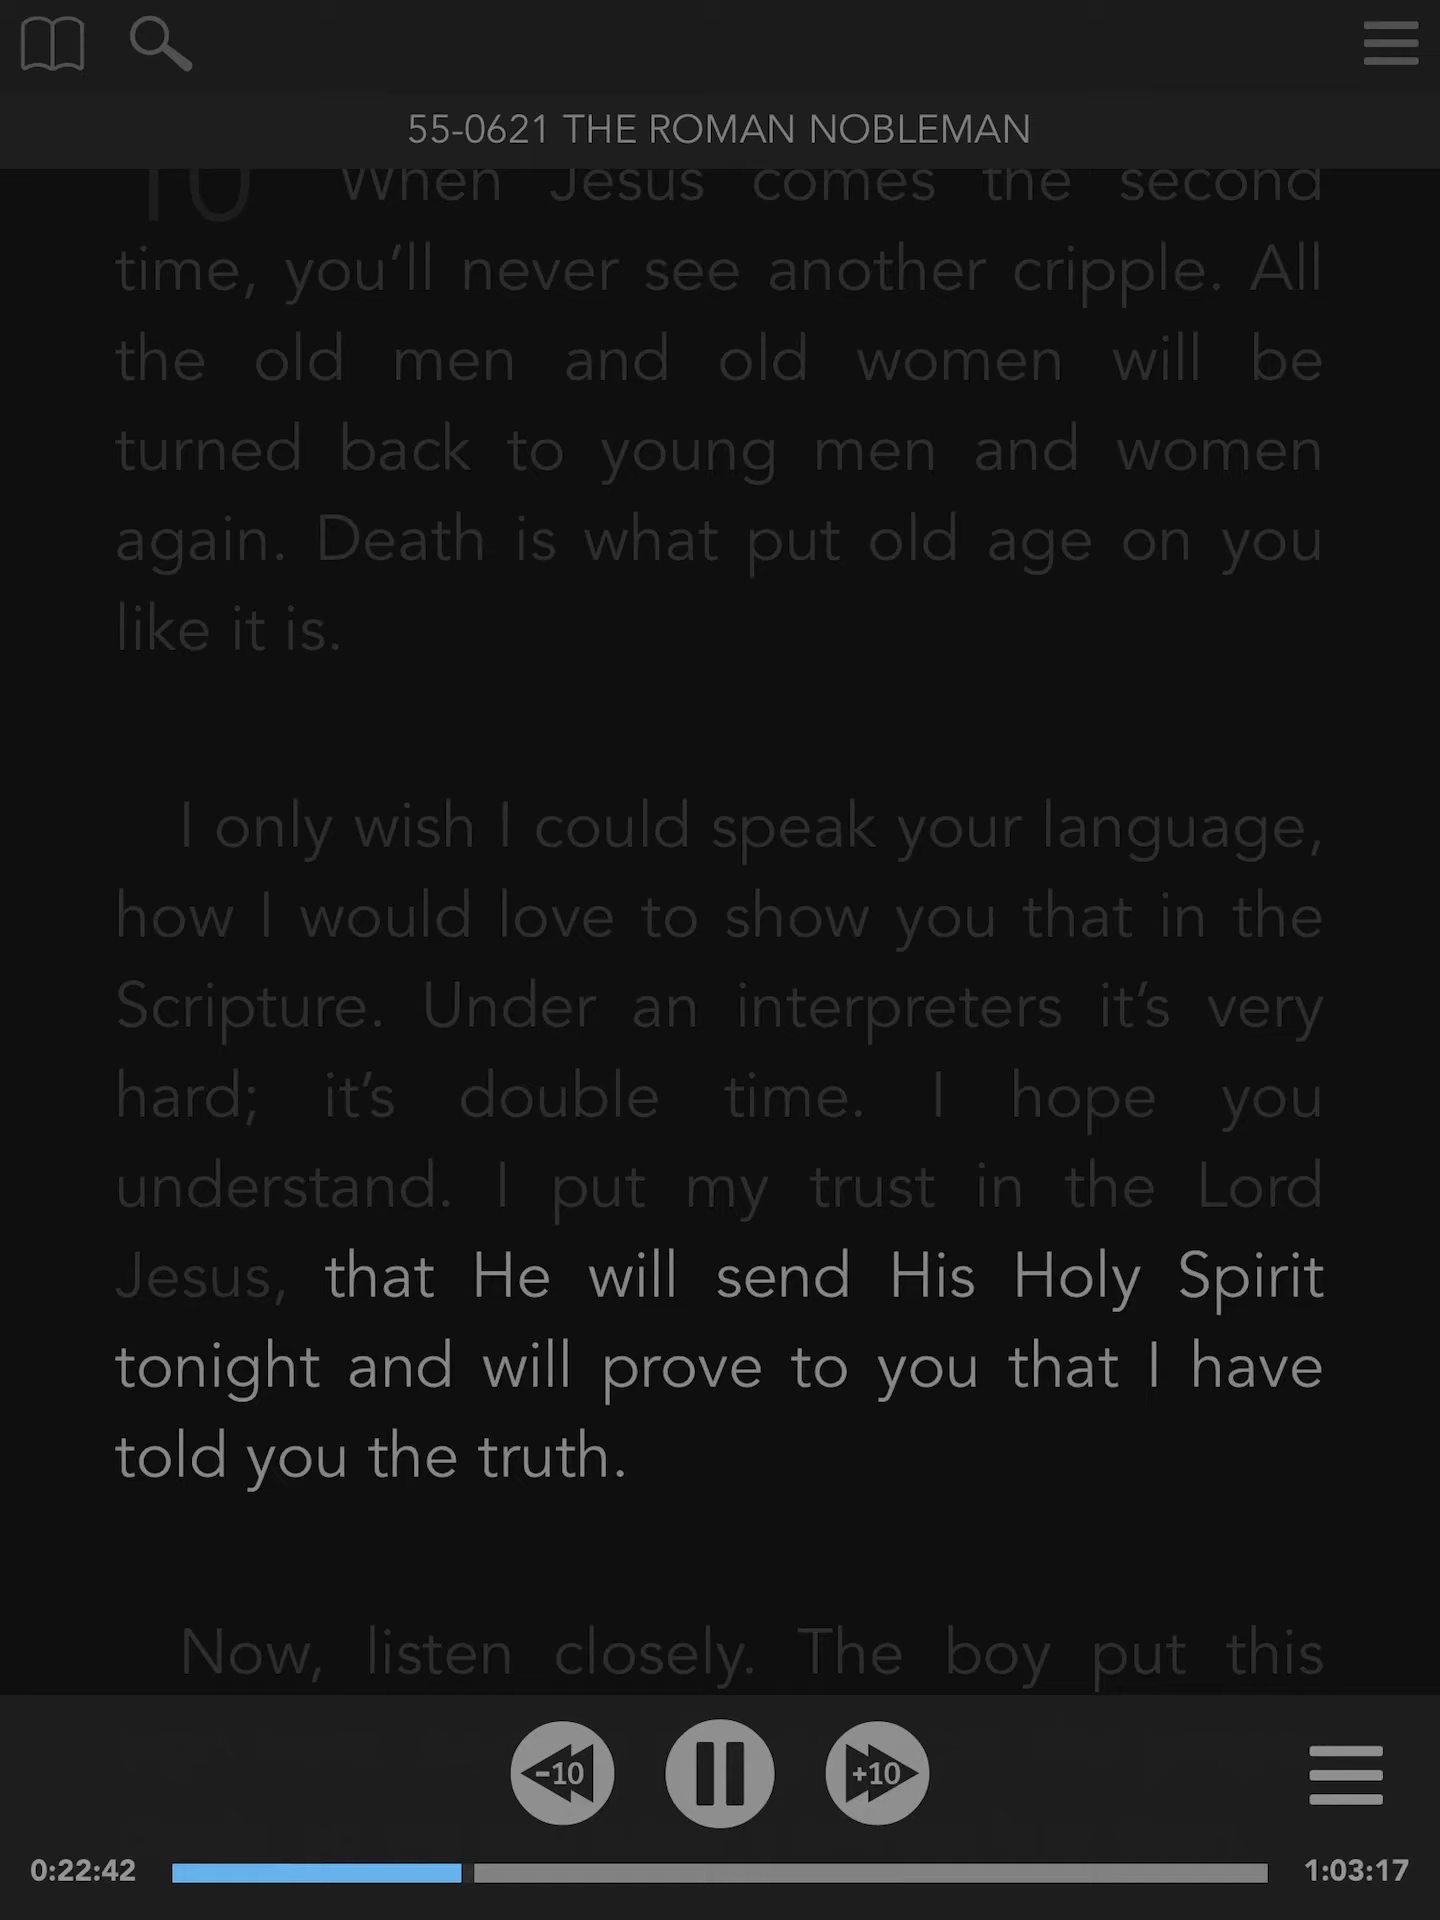 55-0621 THE ROMAN NOBLEMAN
10 When Jesus comes the second
time, you’ll never see another cripple. All
the old men and old women will be
turned back to young men and women
again. Death is what put old age on you
like it is.
I only wish I could speak your language,
how I would love to show you that in the
Scripture. Under an interpreters it’s very
hard; it’s double time. I hope you
understand. I put my trust in the Lord
Jesus, that He will send His Holy Spirit
tonight and will prove to you that I have
told you the truth.
Now, listen closely. The boy put this
-10 +10
0:22:42 1:03:17